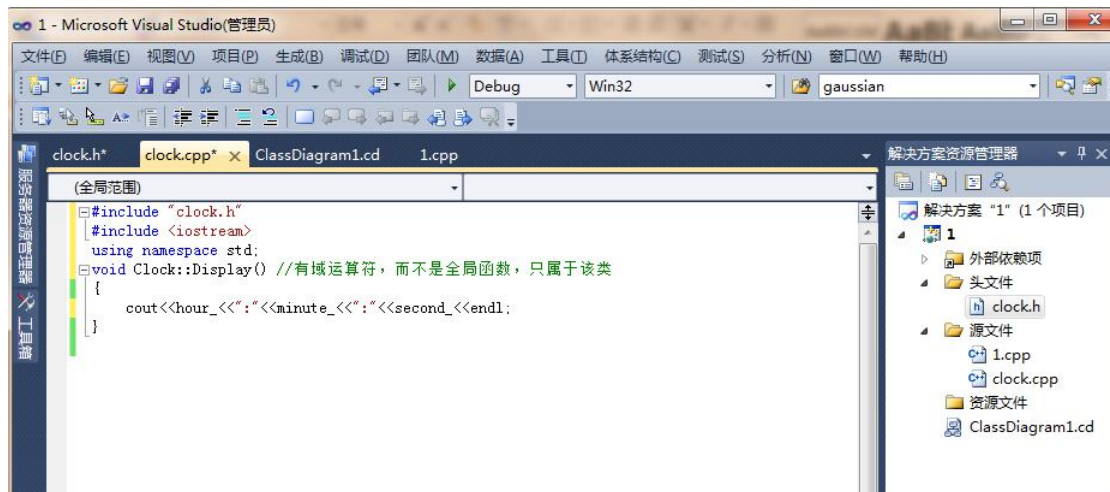 1 - Microsoft Visual Studio(管理员)
文件(F) 编辑(E) 视图(V) 项目(P) 生成(B) 调试(D) 团队(M) 数据(A) 工具(T) 体系结构(C) 测试(S) 分析(N) 窗口(W) 帮助(H)
Debug Win32 gaussian
clock.h* clock.cpp* ClassDiagram1.cd 1.cpp
解决方案资源管理器
(全局范围)
服务器资源管理器
工具箱
#include "clock.h"
#include <iostream>
using namespace std;
void Clock::Display() //有域运算符，而不是全局函数，只属于该类
{
cout<<hour_<<":"<<minute_<<":"<<second_<<endl;
}
解决方案 "1" (1 个项目)
1
外部依赖项
头文件
clock.h
源文件
1.cpp
clock.cpp
资源文件
ClassDiagram1.cd